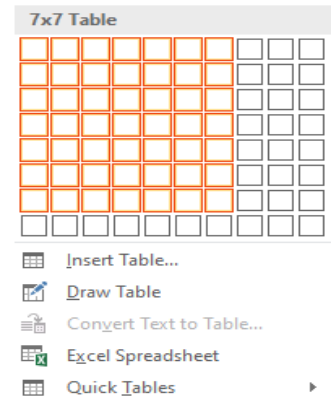 7x7 Table
Insert Table...
Draw Table
Convert Text to Table...
Excel Spreadsheet
Quick Tables